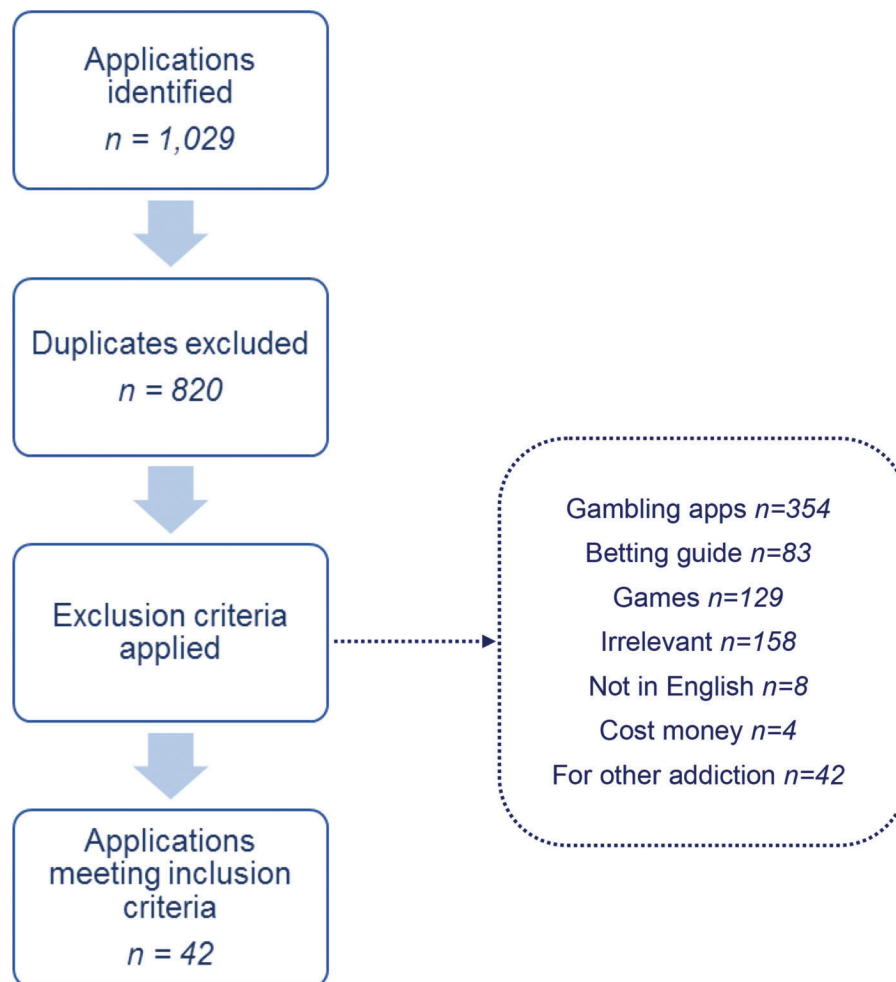 Applications
identified
n = 1,029
Duplicates excluded
n = 820
Exclusion criteria
applied
Gambling apps n=354
Betting guide n=83
Games n=129
Irrelevant n=158
Not in English n=8
Cost money n=4
For other addiction n=42
Applications
meeting inclusion
criteria
n = 42